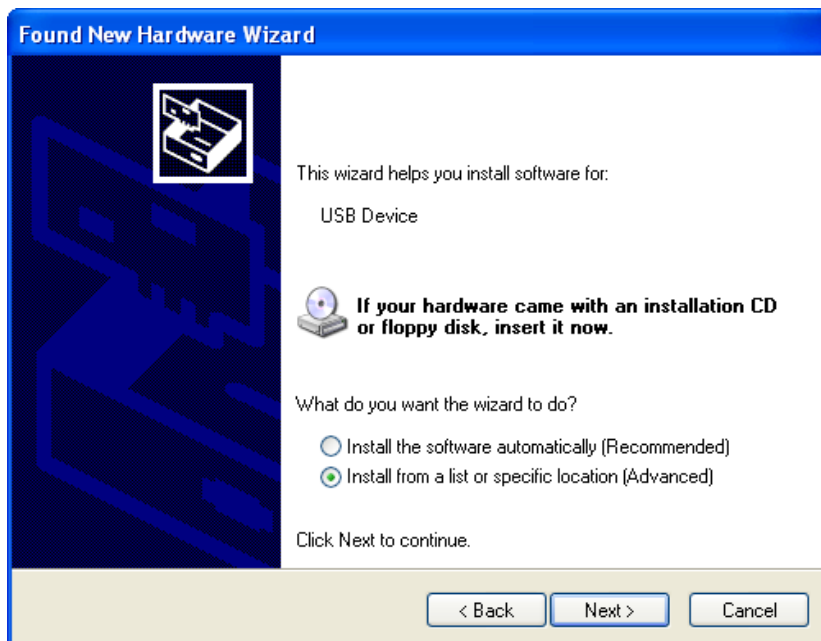 Found New Hardware Wizard
This wizard helps you install software for:
USB Device
If your hardware came with an installation CD
or floppy disk, insert it now.
What do you want the wizard to do?
Install the software automatically (Recommended)
Install from a list or specific location (Advanced)
Click Next to continue.
< Back Next > Cancel